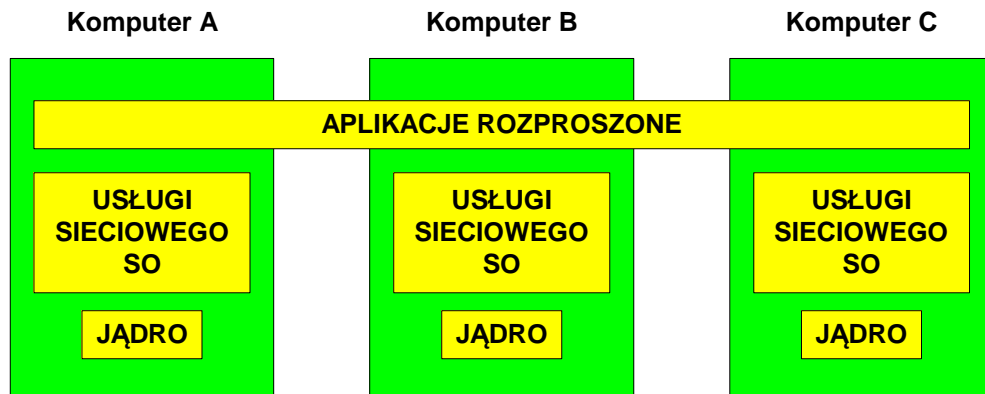 Komputer A Komputer B Komputer C
APLIKACJE ROZPROSZONE
USŁUGI
SIECIOWEGO
SO
USŁUGI
SIECIOWEGO
SO
USŁUGI
SIECIOWEGO
SO
JĄDRO JĄDRO JĄDRO